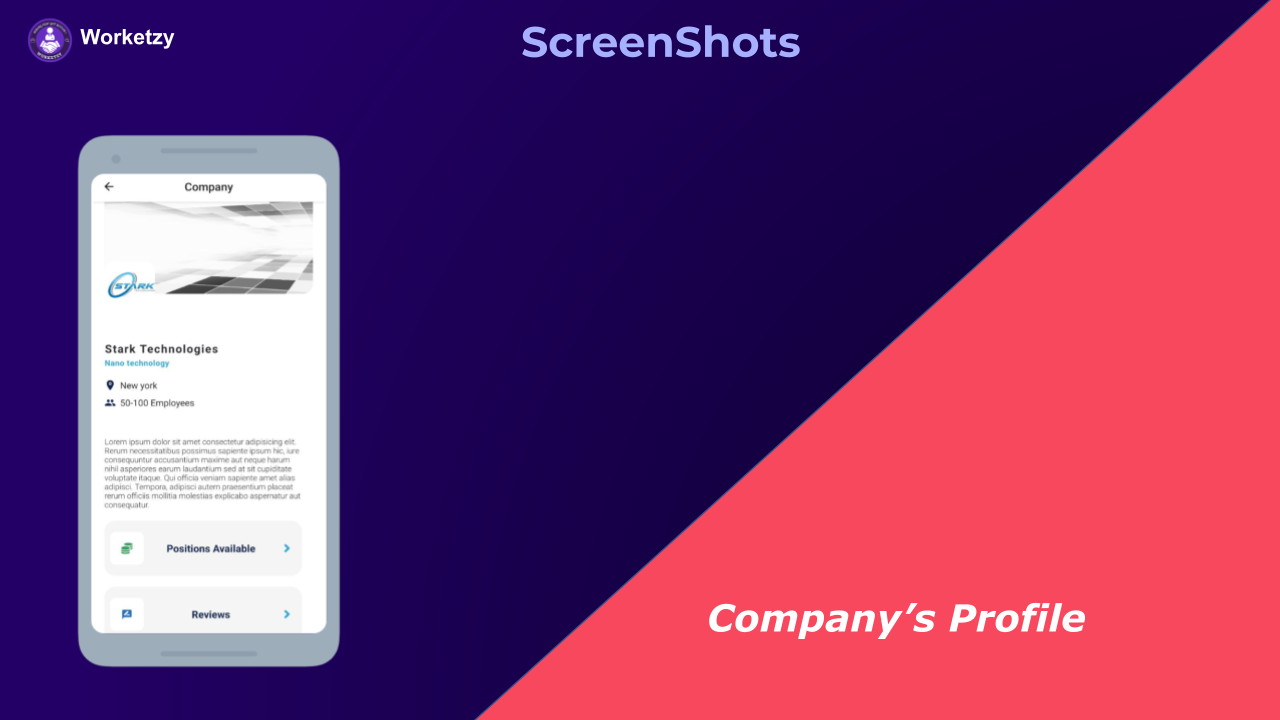 Worketzy
ScreenShots
Company
STARK
Stark Technologies
Nano technology
New york
50-100 Employees
Lorem ipsum dolor sit amet consectetur adipisicing elit.
Rerum necessitatibus possimus sapiente ipsum hic, iure
consequuntur accusantium maxime aut neque harum
nihil asperiores earum laudantium sed at sit cupiditate
voluptate itaque. Qui officia veniam sapiente amet alias
adipisci. Tempora, adipisci autem praesentium placeat
rerum officiis mollitia molestias explicabo aspernatur aut
consequatur.
Positions Available
Reviews
Company’s Profile